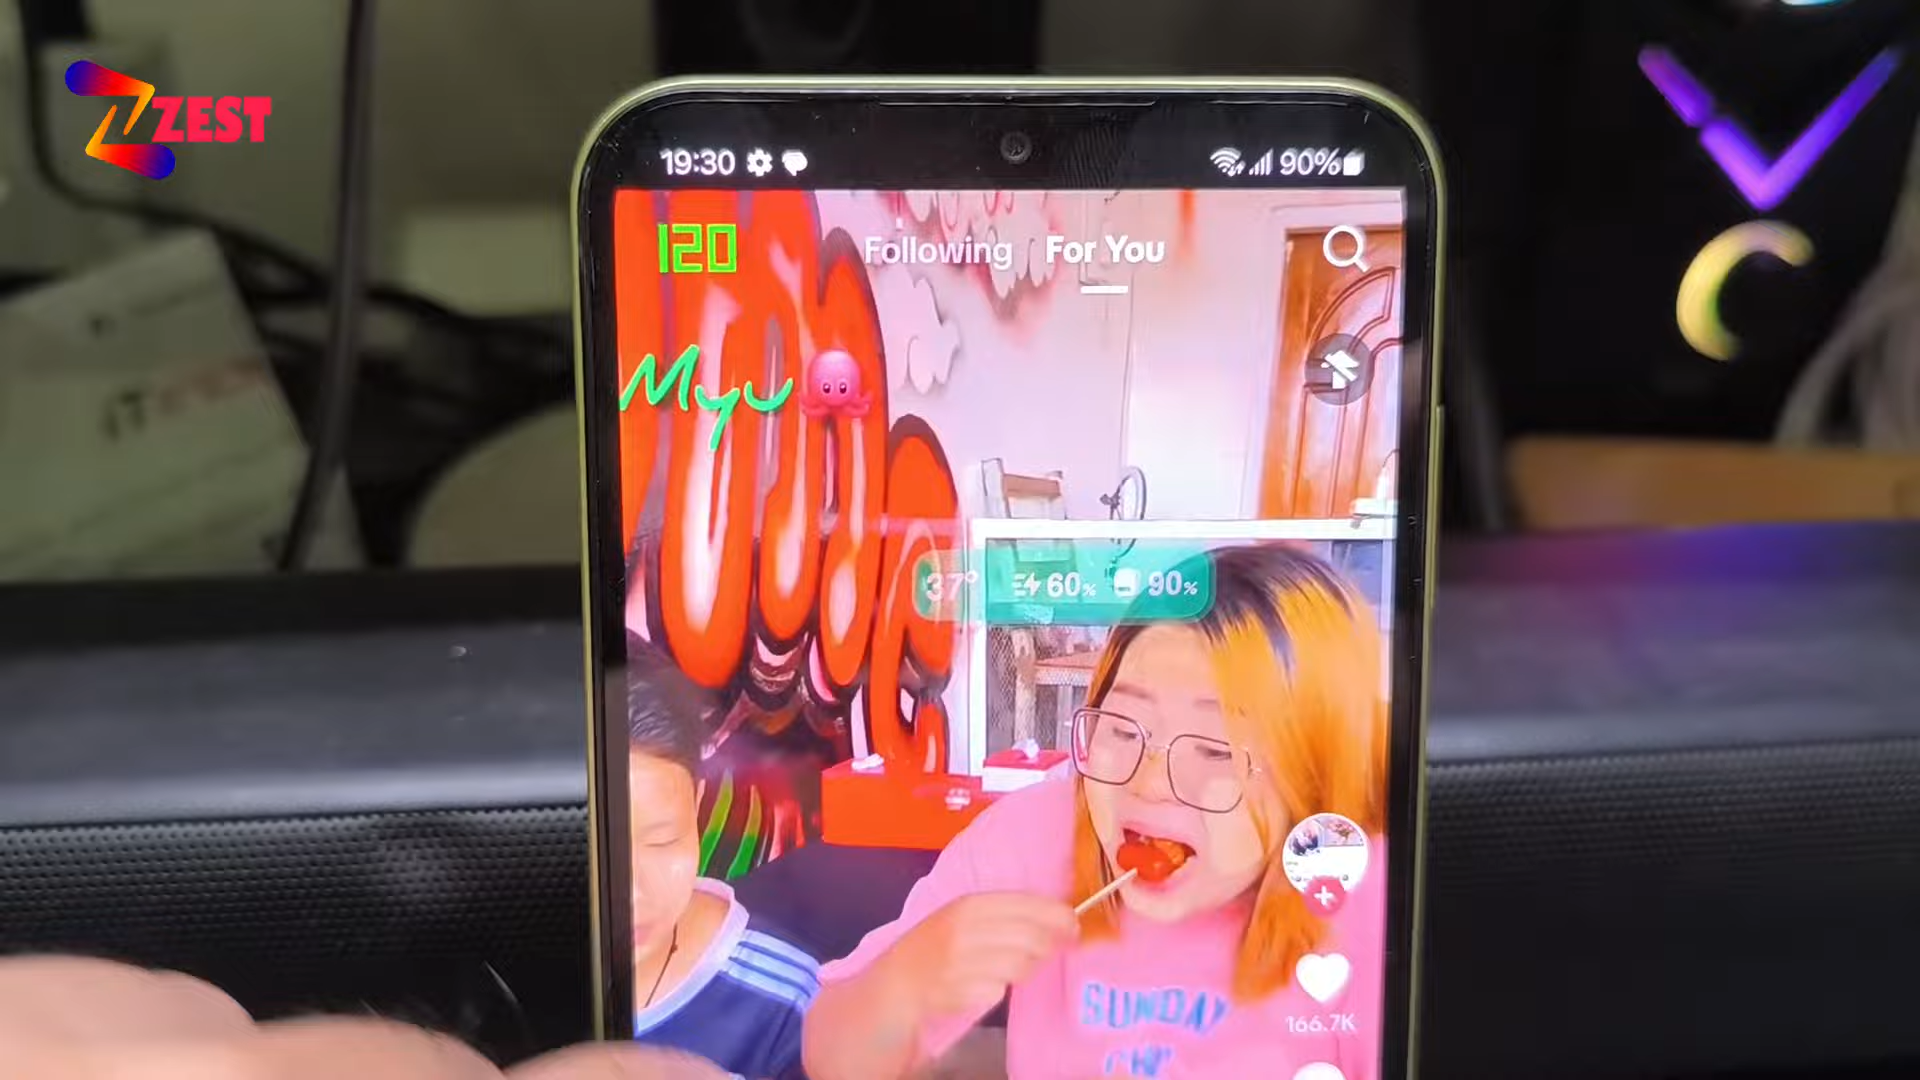 ZEST
19:30
90%
120
Following For You
Myu
37° 60% 90%
SUNDAY
166.7K